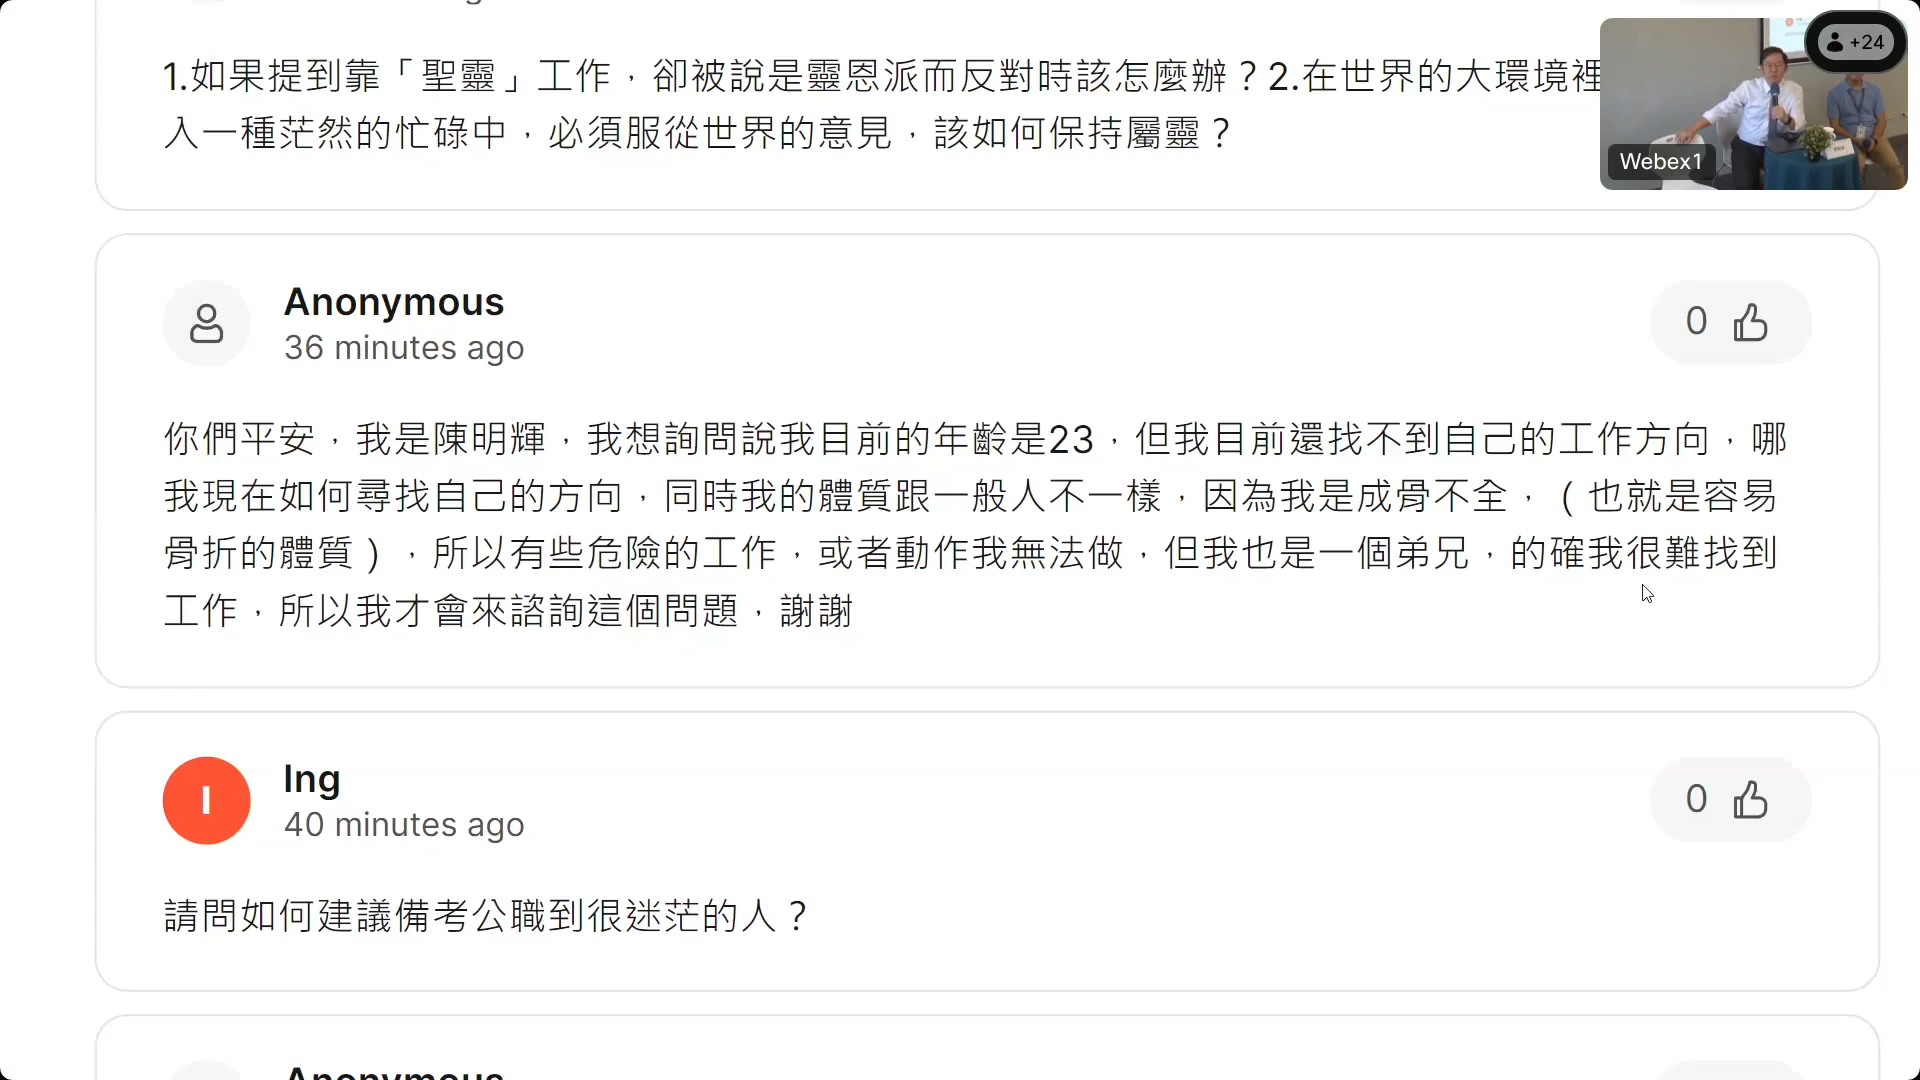 1.如果提到靠「聖靈」工作，卻被說是靈恩派而反對時該怎麼辦？2.在世界的大環境裡
+24
入一種茫然的忙碌中，必須服從世界的意見，該如何保持屬靈？
Webex1
Anonymous
36 minutes ago
0
你們平安，我是陳明輝，我想詢問說我目前的年齡是23，但我目前還找不到自己的工作方向，哪
我現在如何尋找自己的方向，同時我的體質跟一般人不一樣，因為我是成骨不全，（也就是容易
骨折的體質），所以有些危險的工作，或者動作我無法做，但我也是一個弟兄，的確我很難找到
工作，所以我才會來諮詢這個問題，謝謝
I
Ing
40 minutes ago
0
請問如何建議備考公職到很迷茫的人？
Anonymous